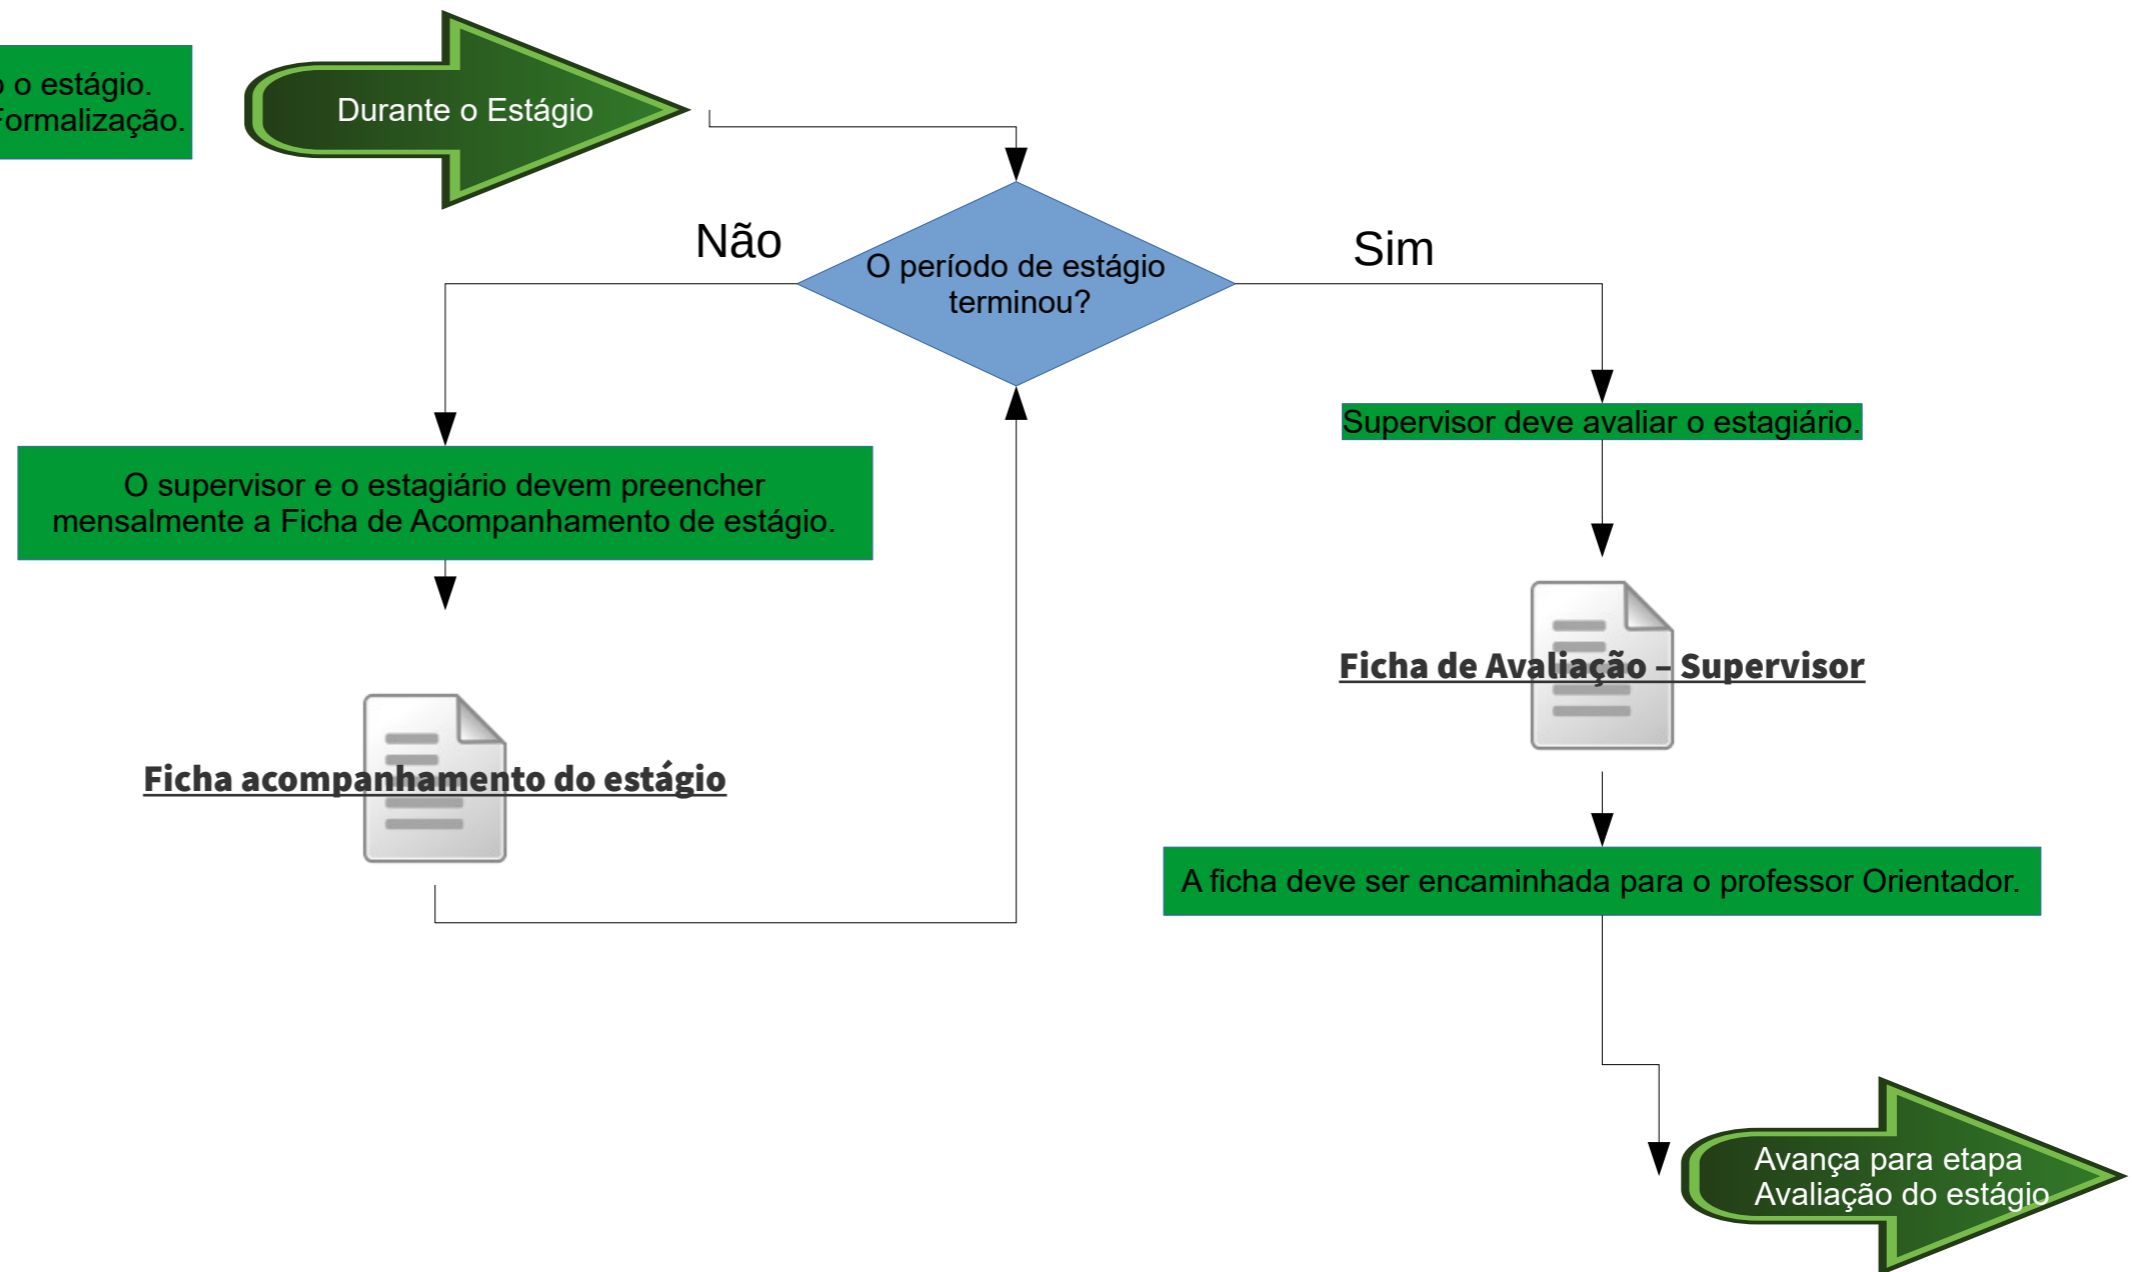 o estágio.
Formalização.
Durante o Estágio
Não
Sim
O período de estágio
terminou?
Supervisor deve avaliar o estagiário.
O supervisor e o estagiário devem preencher
mensalmente a Ficha de Acompanhamento de estágio.
Ficha de Avaliação – Supervisor
Ficha acompanhamento do estágio
A ficha deve ser encaminhada para o professor Orientador.
Avança para etapa
Avaliação do estágio